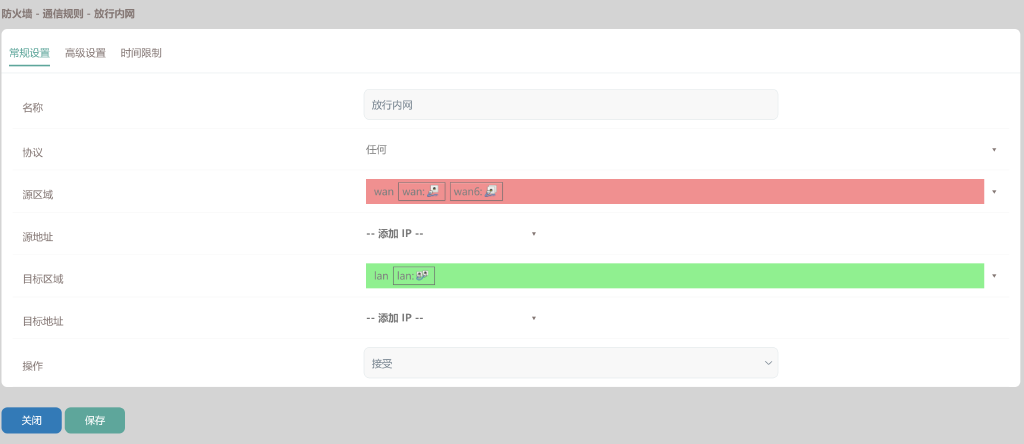 防火墙 - 通信规则 - 放行内网
常规设置 高级设置 时间限制
名称 放行内网
协议 任何
源区域 wan wan: wan6:
源地址 -- 添加 IP --
目标区域 lan lan:
目标地址 -- 添加 IP --
操作 接受
关闭 保存